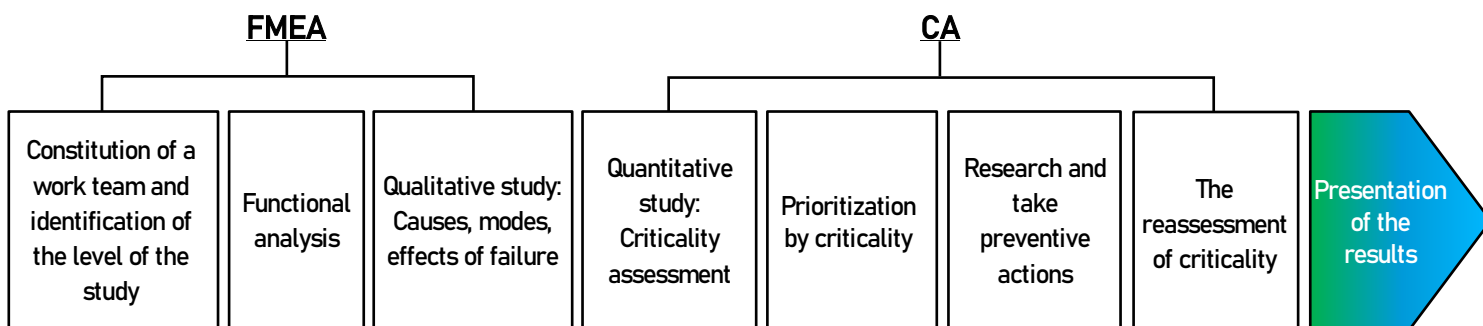 FMEA
CA
Constitution of a
work team and
identification of
the level of the
study
Functional
analysis
Qualitative study:
Causes, modes,
effects of failure
Quantitative
study:
Criticality
assessment
Prioritization
by criticality
Research and
take
preventive
actions
The
reassessment
of criticality
Presentation
of the
results